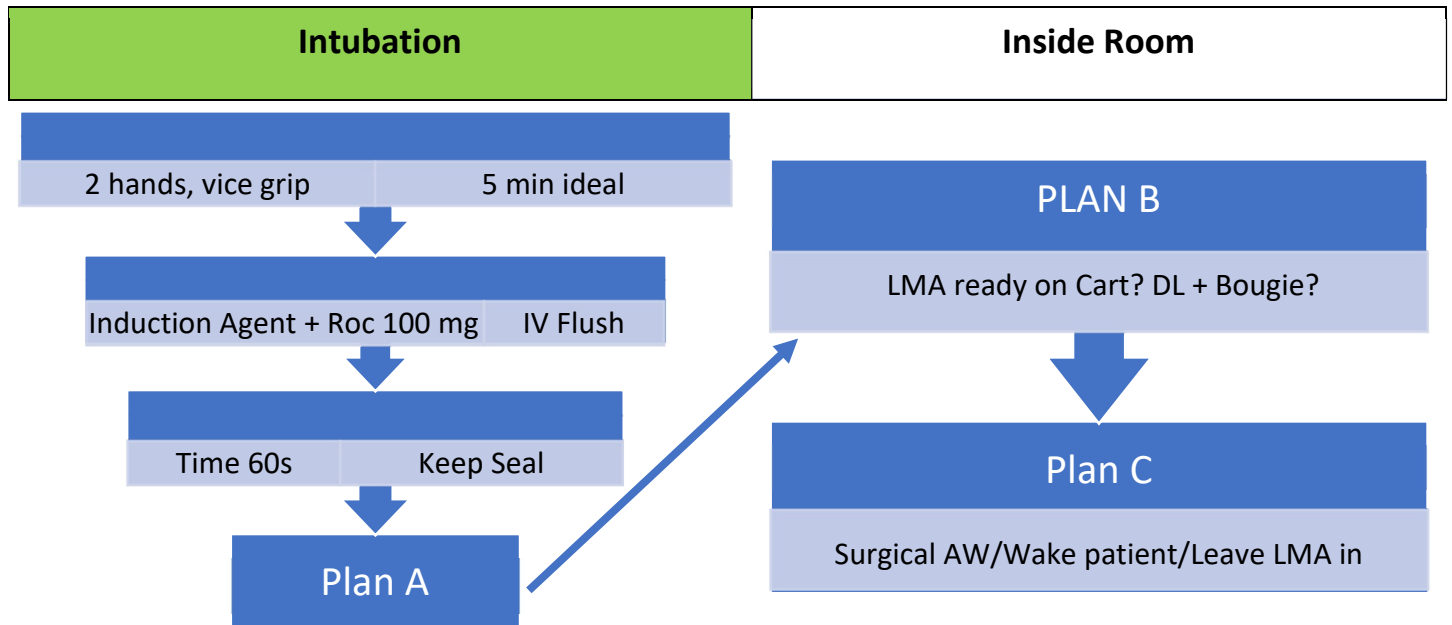 Intubation
Inside Room
2 hands, vice grip
5 min ideal
Induction Agent + Roc 100 mg
IV Flush
Time 60s
Keep Seal
Plan A
PLAN B
LMA ready on Cart? DL + Bougie?
Plan C
Surgical AW/Wake patient/Leave LMA in